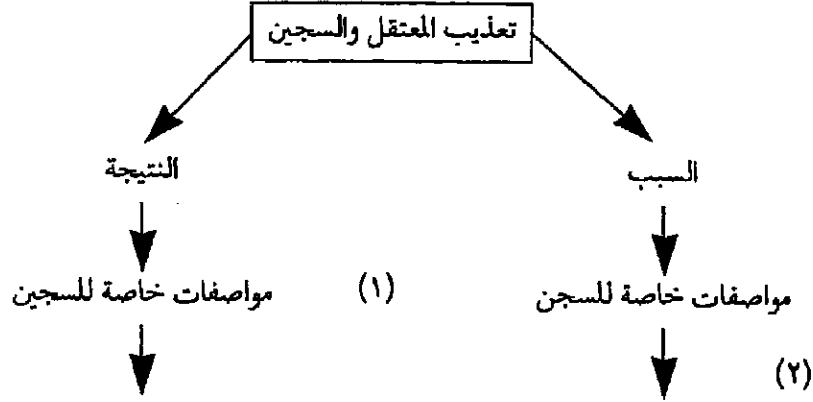 تعذيب المعتقل والسجين
السبب
النتيجة
مواصفات خاصة للسجن
(١)
مواصفات خاصة للسجين
(٢)